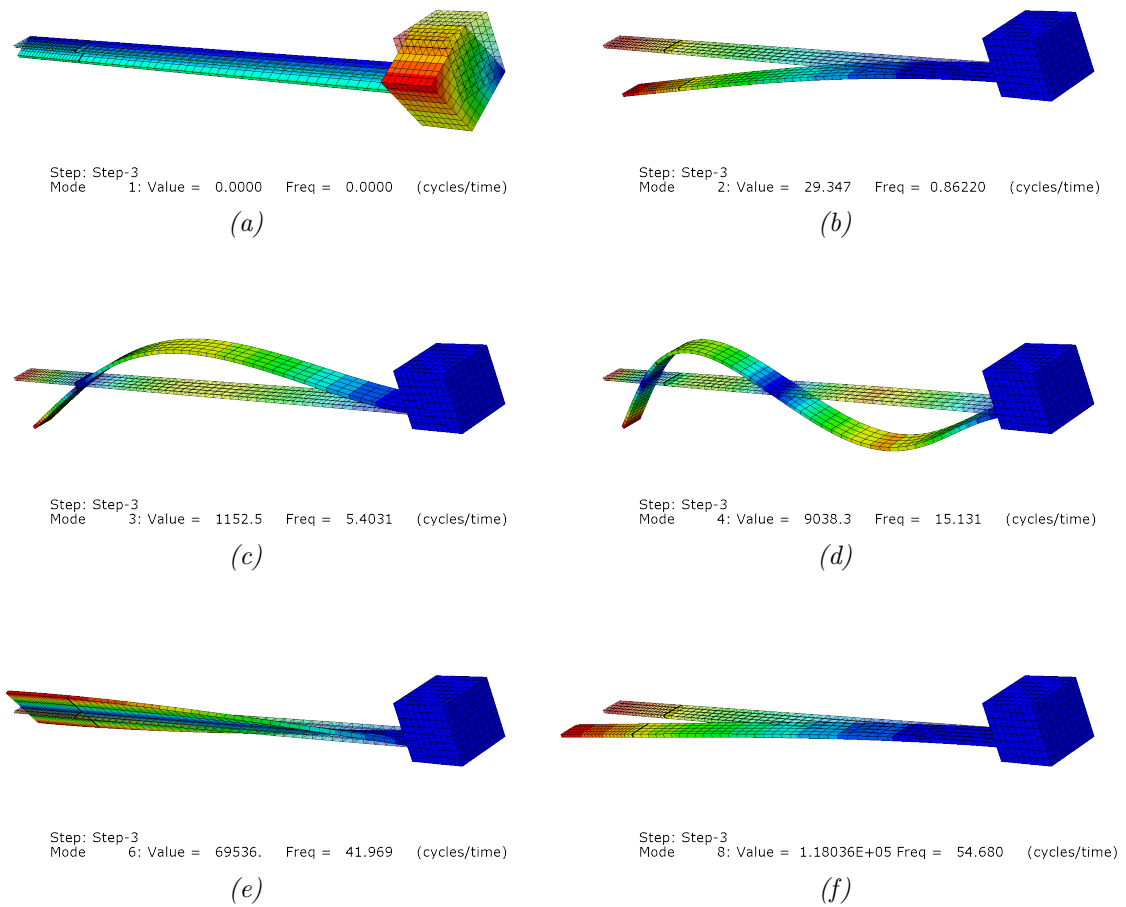 Step: Step-3
Mode 1: Value = 0.0000 Freq = 0.0000 (cycles/time)
(a)
Step: Step-3
Mode 2: Value = 29.347 Freq = 0.86220 (cycles/time)
(b)
Step: Step-3
Mode 3: Value = 1152.5 Freq = 5.4031 (cycles/time)
(c)
Step: Step-3
Mode 4: Value = 9038.3 Freq = 15.131 (cycles/time)
(d)
Step: Step-3
Mode 6: Value = 69536. Freq = 41.969 (cycles/time)
(e)
Step: Step-3
Mode 8: Value = 1.18036E+05 Freq = 54.680 (cycles/time)
(f)